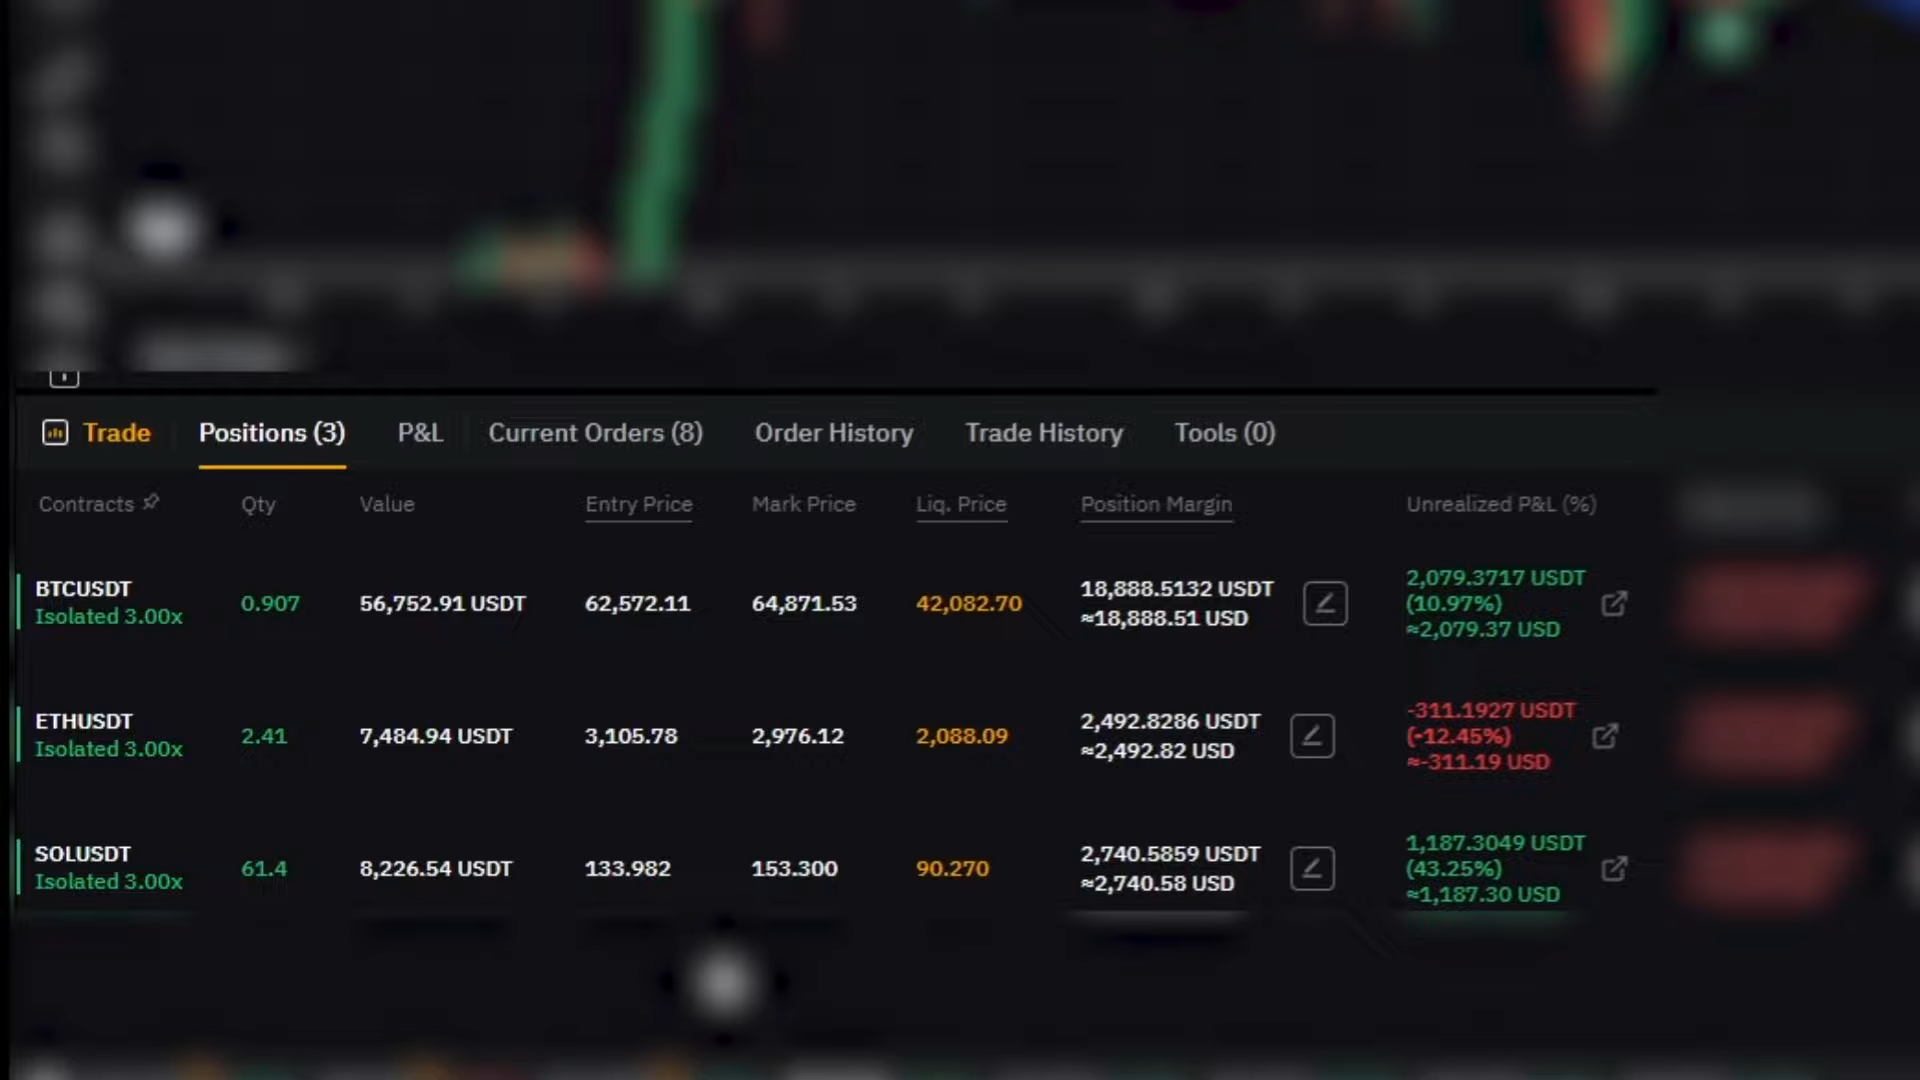 Trade Positions (3) P&L Current Orders (8) Order History Trade History Tools (0)
Contracts Qty Value Entry Price Mark Price Liq. Price Position Margin Unrealized P&L (%)
BTCUSDT
Isolated 3.00x
0.907 56,752.91 USDT 62,572.11 64,871.53 42,082.70
18,888.5132 USDT
≈18,888.51 USD
2,079.3717 USDT
(10.97%)
≈2,079.37 USD
ETHUSDT
Isolated 3.00x
2.41 7,484.94 USDT 3,105.78 2,976.12 2,088.09
2,492.8286 USDT
≈2,492.82 USD
-311.1927 USDT
(-12.45%)
≈-311.19 USD
SOLUSDT
Isolated 3.00x
61.4 8,226.54 USDT 133.982 153.300 90.270
2,740.5859 USDT
≈2,740.58 USD
1,187.3049 USDT
(43.25%)
≈1,187.30 USD